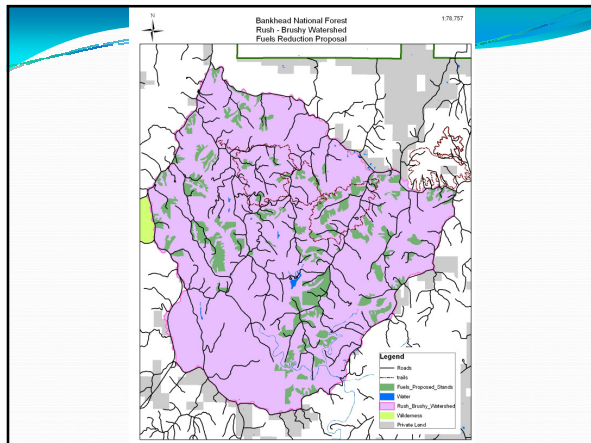 N
Bankhead National Forest
Rush - Brushy Watershed
Fuels Reduction Proposal
1:78,757
Legend
Roads
trails
Fuels_Proposed_Stands
Water
Rush_Brushy_Watershed
Wilderness
Private Land